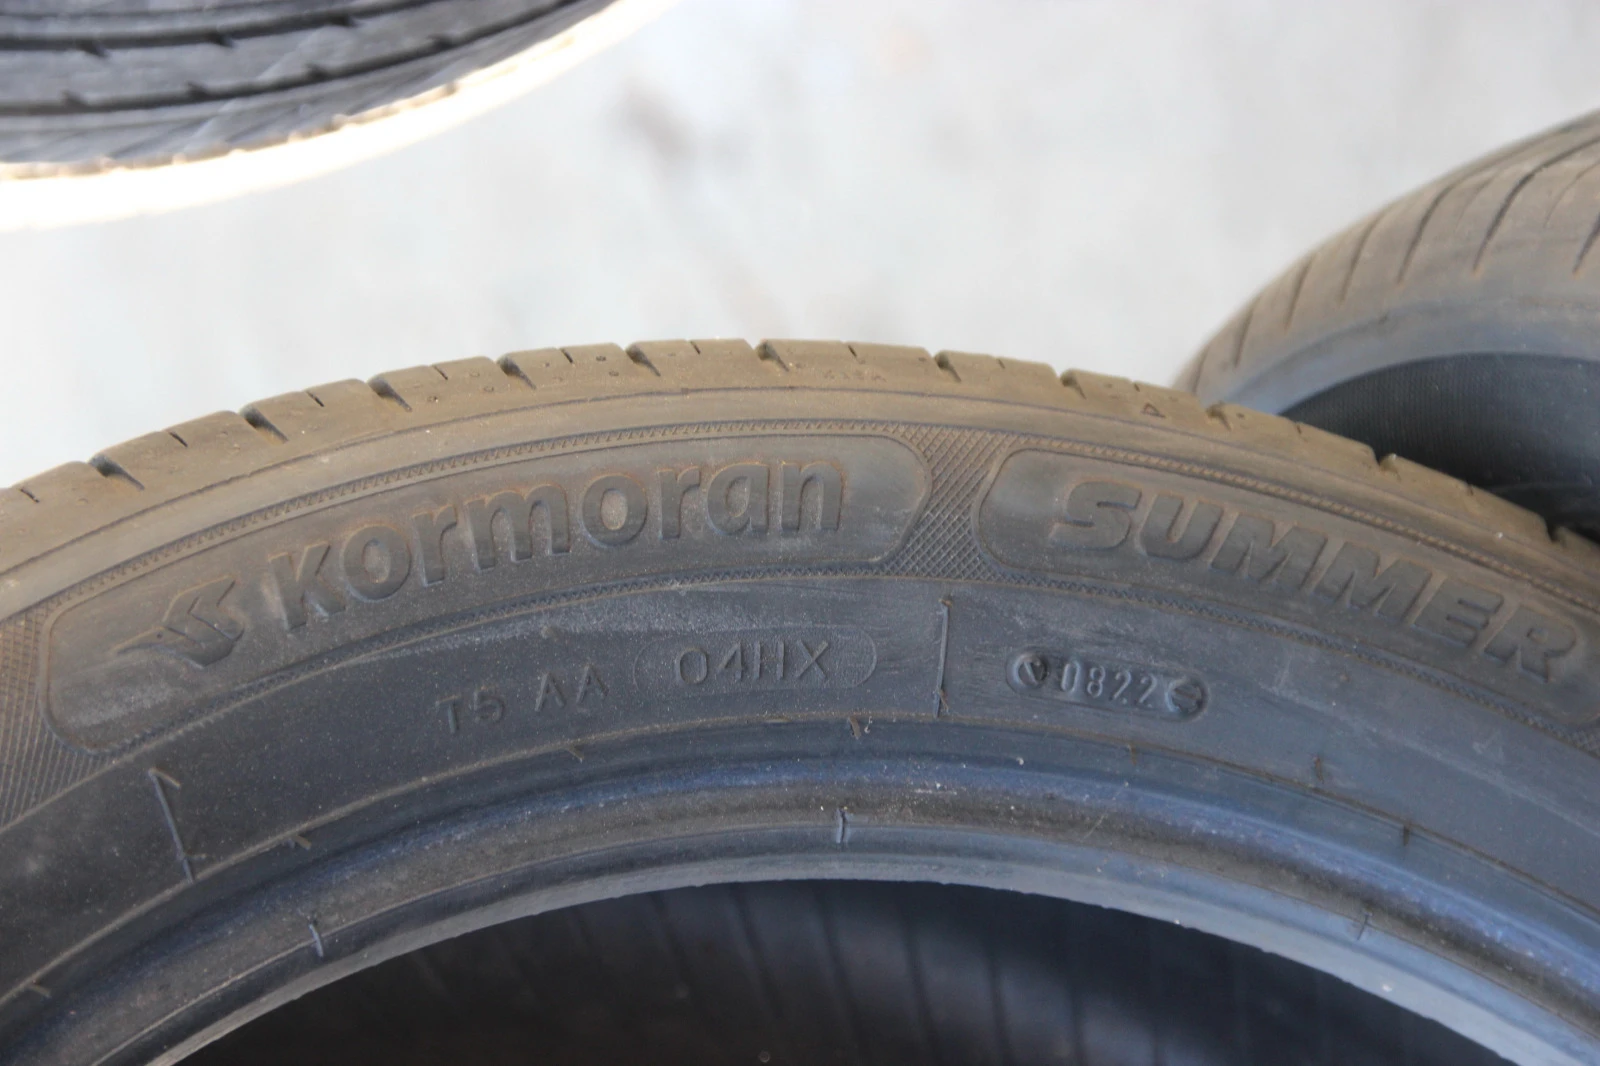 kormoran SUMMER
T5 AA 04HX 0822